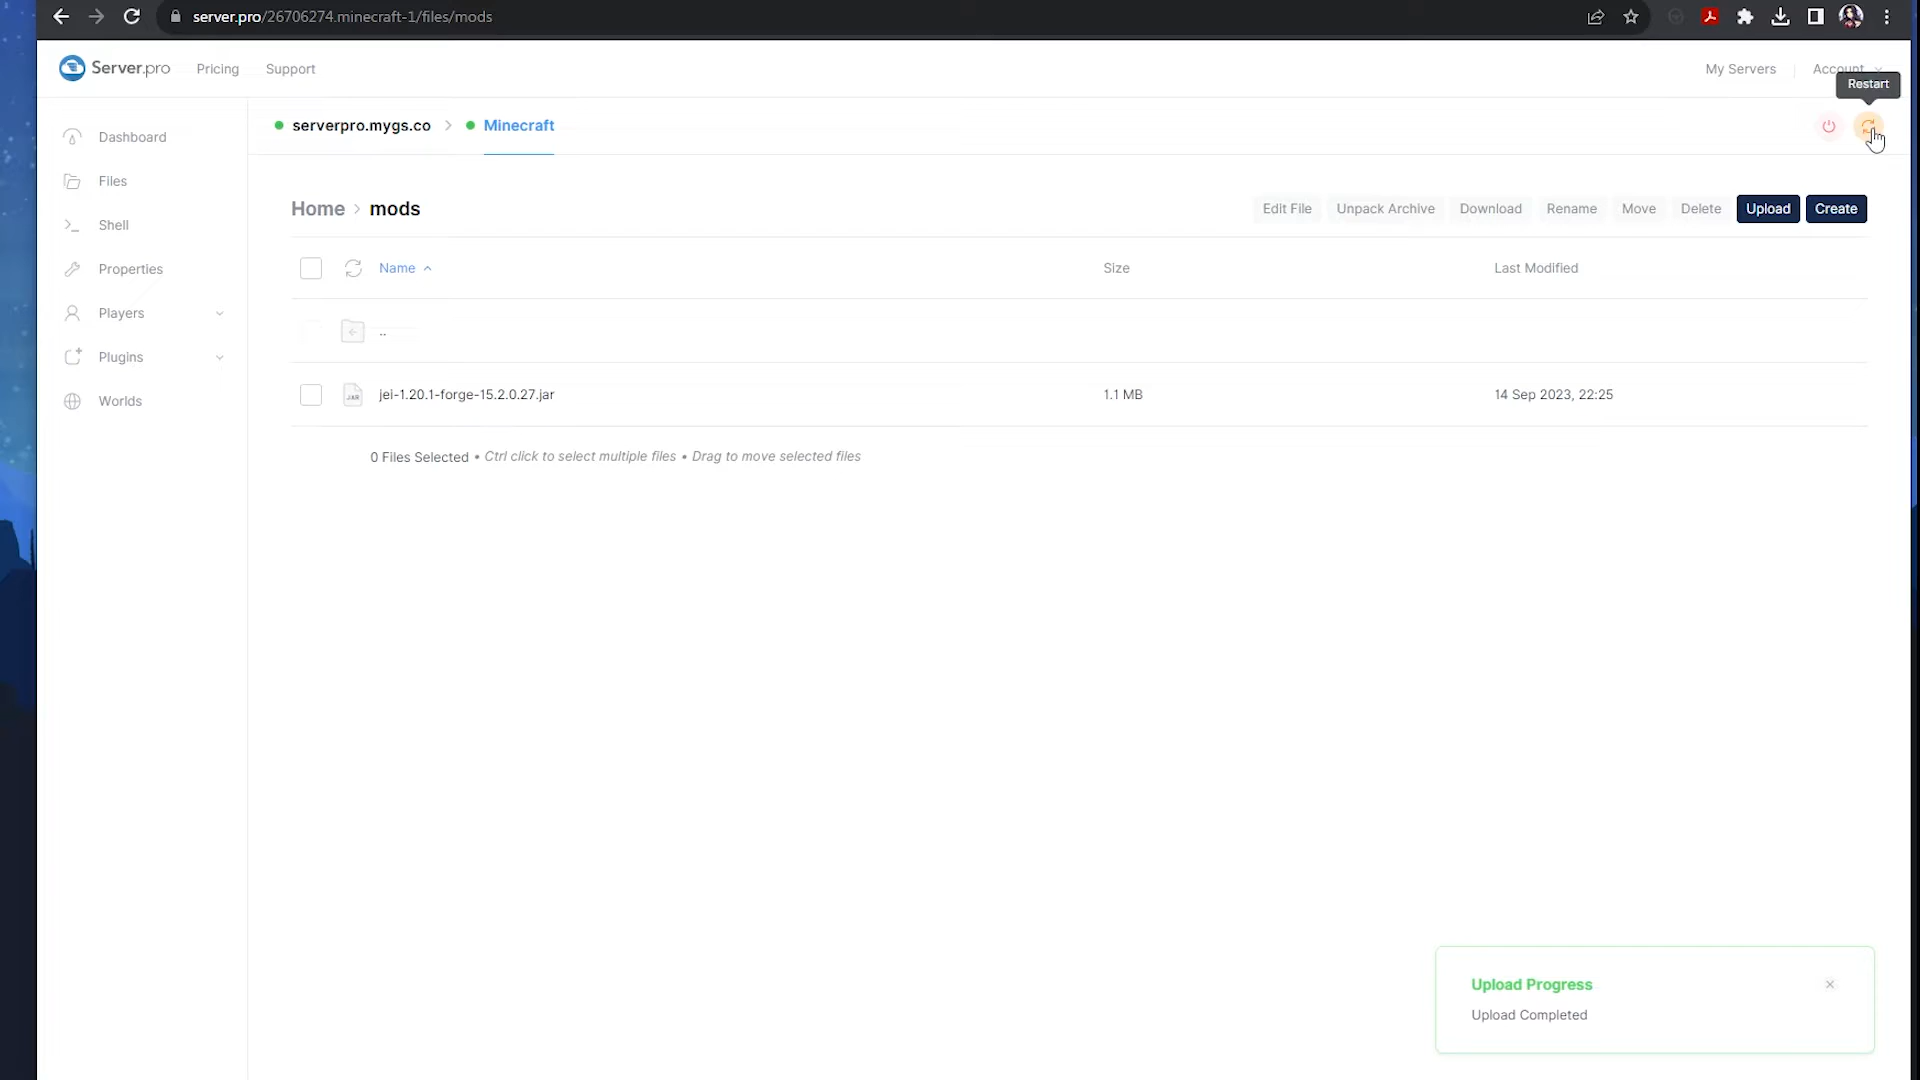 server.pro/26706274.minecraft-1/files/mods
Server.pro
Pricing
Support
My Servers
Account
Restart
Dashboard
Files
Shell
Properties
Players
Plugins
Worlds
serverpro.mygs.co
Minecraft
Home > mods
Edit File
Unpack Archive
Download
Rename
Move
Delete
Upload
Create
Name
Size
Last Modified
..
JAR
jei-1.20.1-forge-15.2.0.27.jar
1.1 MB
14 Sep 2023, 22:25
0 Files Selected • Ctrl click to select multiple files • Drag to move selected files
Upload Progress
Upload Completed